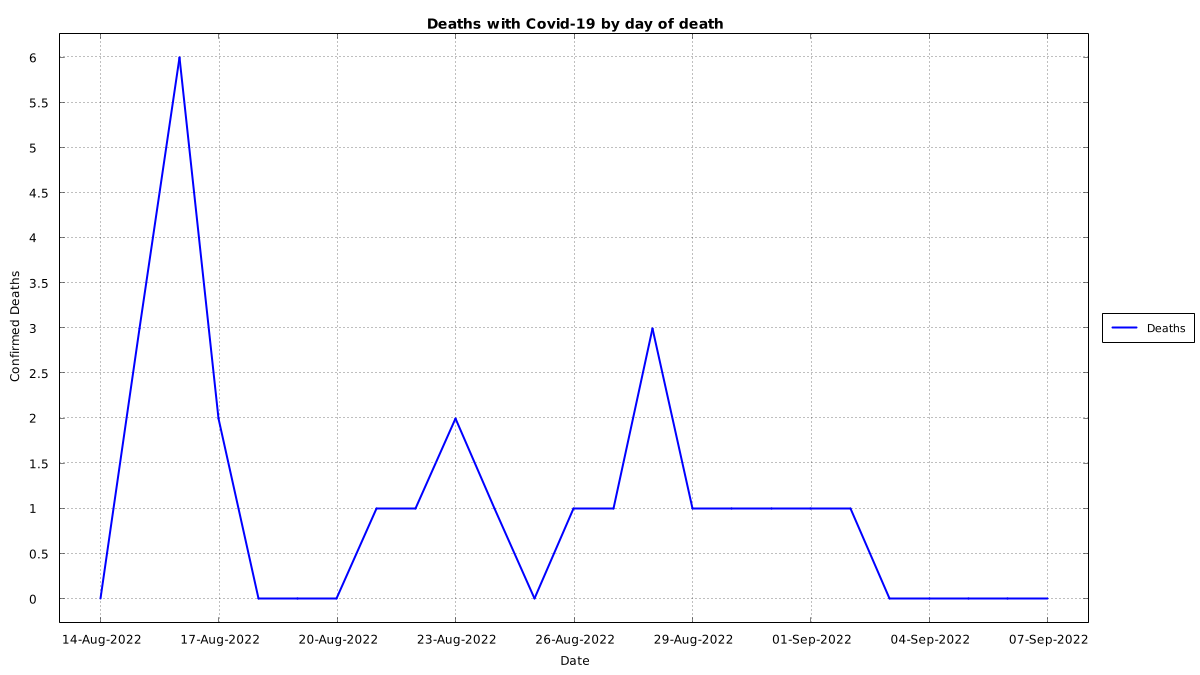 Deaths with Covid-19 by day of death
Confirmed Deaths
6
5.5
5
4.5
4
3.5
3
2.5
2
1.5
1
0.5
0
14-Aug-2022 17-Aug-2022 20-Aug-2022 23-Aug-2022 26-Aug-2022 29-Aug-2022 01-Sep-2022 04-Sep-2022 07-Sep-2022
Date
Deaths